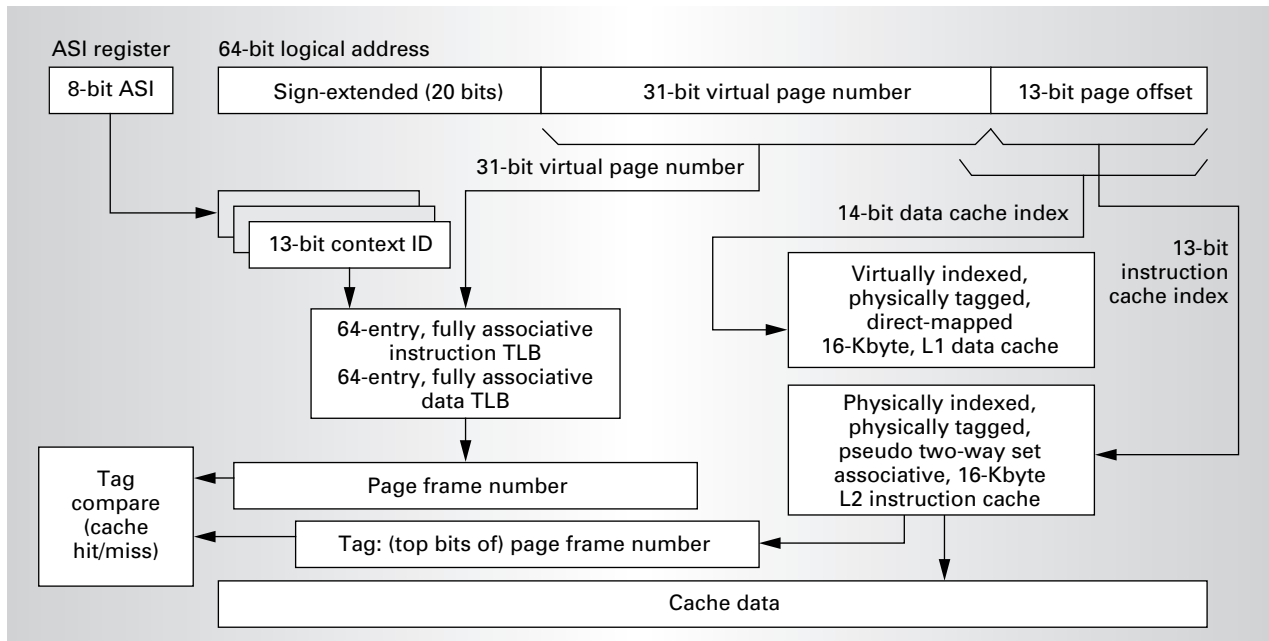 ASI register
64-bit logical address
8-bit ASI
Sign-extended (20 bits)
31-bit virtual page number
13-bit page offset
31-bit virtual page number
14-bit data cache index
13-bit
instruction
cache index
13-bit context ID
Virtually indexed,
physically tagged,
direct-mapped
16-Kbyte, L1 data cache
64-entry, fully associative
instruction TLB
64-entry, fully associative
data TLB
Physically indexed,
physically tagged,
pseudo two-way set
associative, 16-Kbyte
L2 instruction cache
Tag
compare
(cache
hit/miss)
Page frame number
Tag: (top bits of) page frame number
Cache data